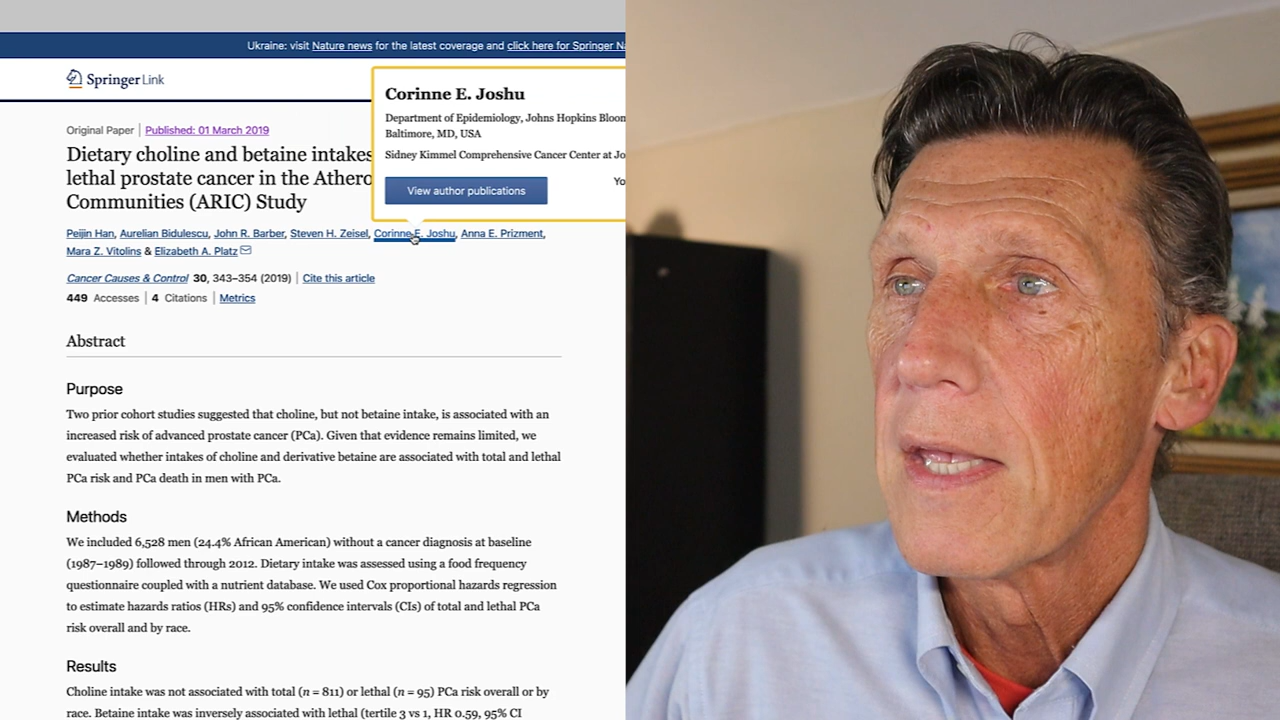 Ukraine: visit Nature news for the latest coverage and click here for Springer
Springer Link
Corinne E. Joshu
Department of Epidemiology, Johns Hopkins
Baltimore, MD, USA
Sidney Kimmel Comprehensive Cancer Center at
View author publications
Original Paper | Published: 01 March 2019
Dietary choline and betaine intakes
lethal prostate cancer in the
Communities (ARIC) Study
Peijin Han, Aurelian Bidulescu, John R. Barber, Steven H. Zeisel, Corinne E. Joshu, Anna E. Prizment,
Mara Z. Vitolins & Elizabeth A. Platz
Cancer Causes & Control 30, 343–354 (2019) | Cite this article
449 Accesses | 4 Citations | Metrics
Abstract
Purpose
Two prior cohort studies suggested that choline, but not betaine intake, is associated with an
increased risk of advanced prostate cancer (PCa). Given that evidence remains limited, we
evaluated whether intakes of choline and derivative betaine are associated with total and lethal
PCa risk and PCa death in men with PCa.
Methods
We included 6,528 men (24.4% African American) without a cancer diagnosis at baseline
(1987–1989) followed through 2012. Dietary intake was assessed using a food frequency
questionnaire coupled with a nutrient database. We used Cox proportional hazards regression
to estimate hazards ratios (HRs) and 95% confidence intervals (CIs) of total and lethal PCa
risk overall and by race.
Results
Choline intake was not associated with total (n = 811) or lethal (n = 95) PCa risk overall or by
race. Betaine intake was inversely associated with lethal (tertile 3 vs 1, HR 0.59, 95% CI